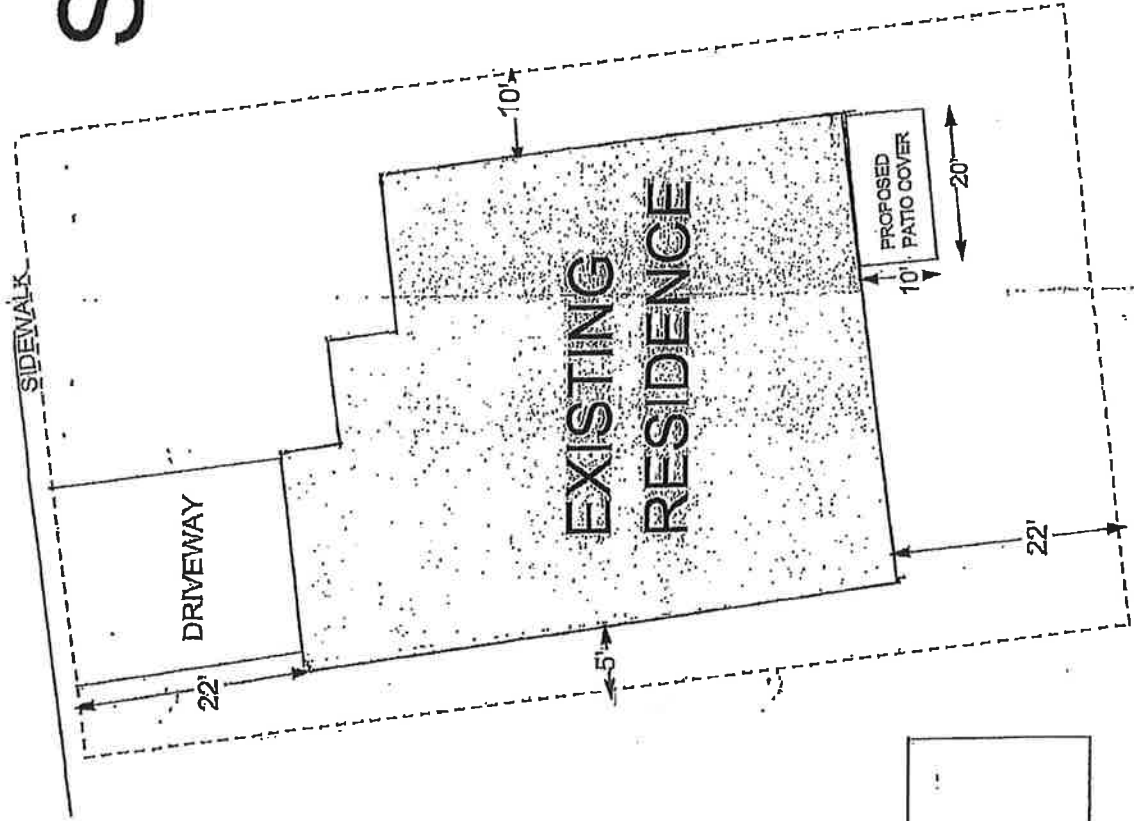 S
SIDEWALK
10'
DRIVEWAY
22'
EXISTING
RESIDENCE
PROPOSED
PATIO COVER
20'
10'
5'
22'